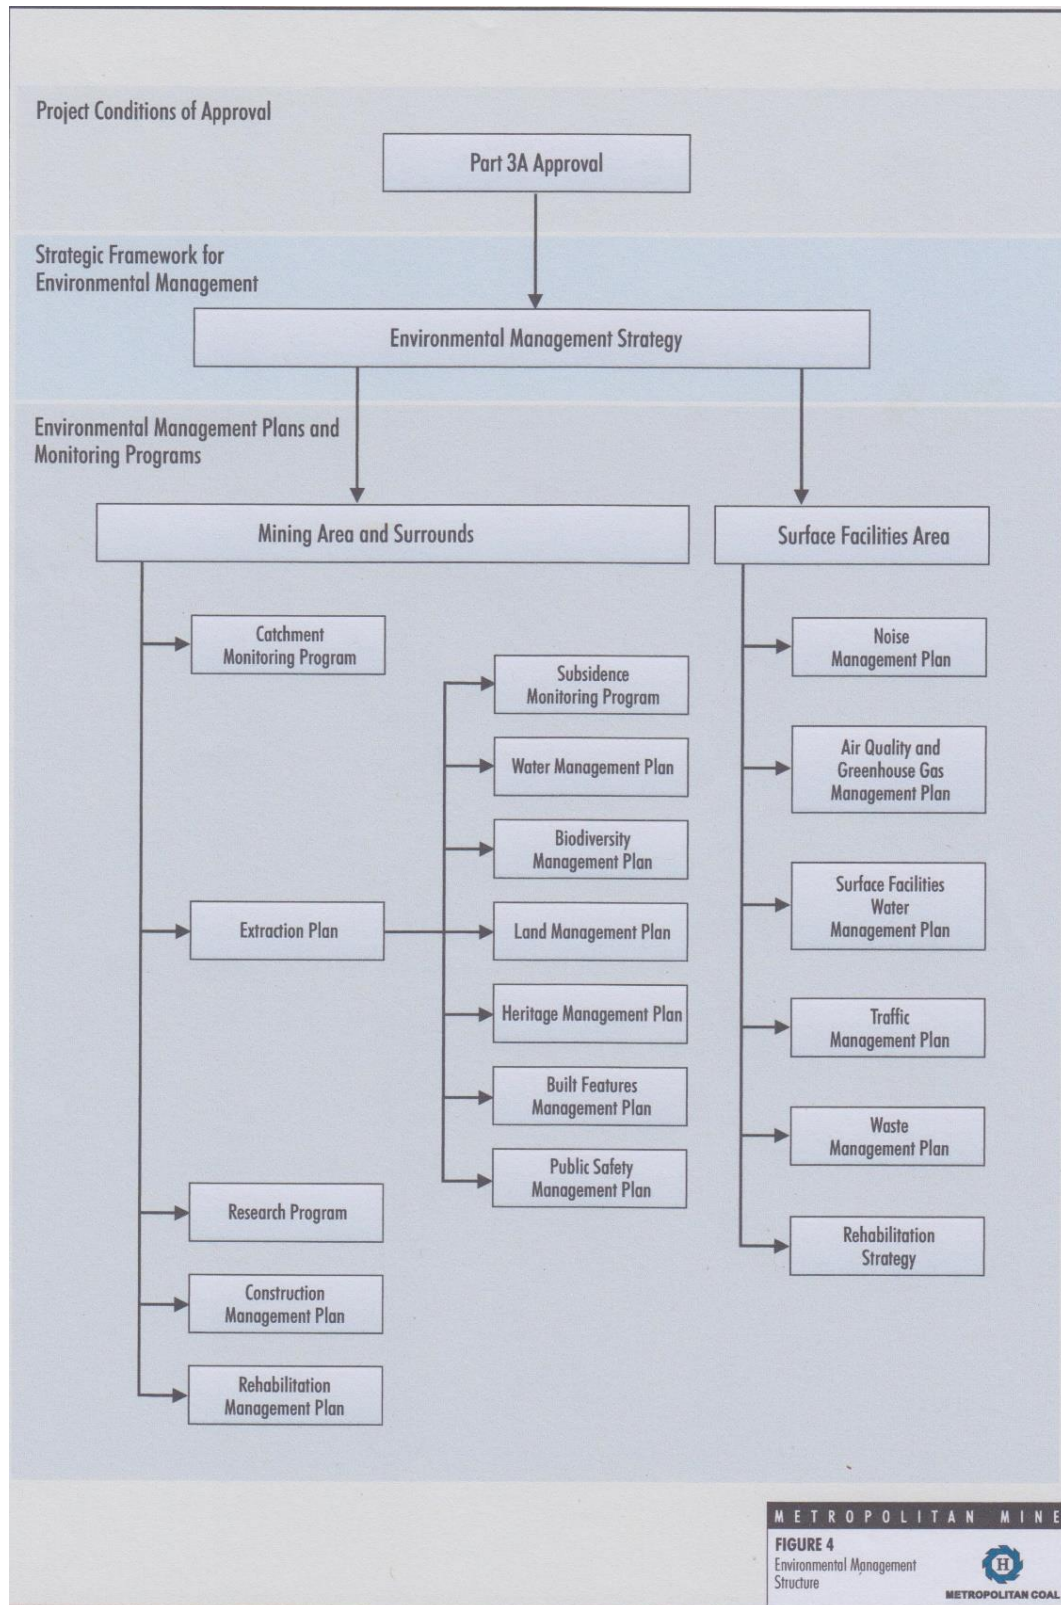 Project Conditions of Approval
Part 3A Approval
Strategic Framework for
Environmental Management
Environmental Management Strategy
Environmental Management Plans and
Monitoring Programs
Mining Area and Surrounds
Surface Facilities Area
Catchment
Monitoring Program
Extraction Plan
Research Program
Construction
Management Plan
Rehabilitation
Management Plan
Subsidence
Monitoring Program
Water Management Plan
Biodiversity
Management Plan
Land Management Plan
Heritage Management Plan
Built Features
Management Plan
Public Safety
Management Plan
Noise
Management Plan
Air Quality and
Greenhouse Gas
Management Plan
Surface Facilities
Water
Management Plan
Traffic
Management Plan
Waste
Management Plan
Rehabilitation
Strategy
METROPOLITAN MINE
FIGURE 4
Environmental Management
Structure
H
METROPOLITAN COAL